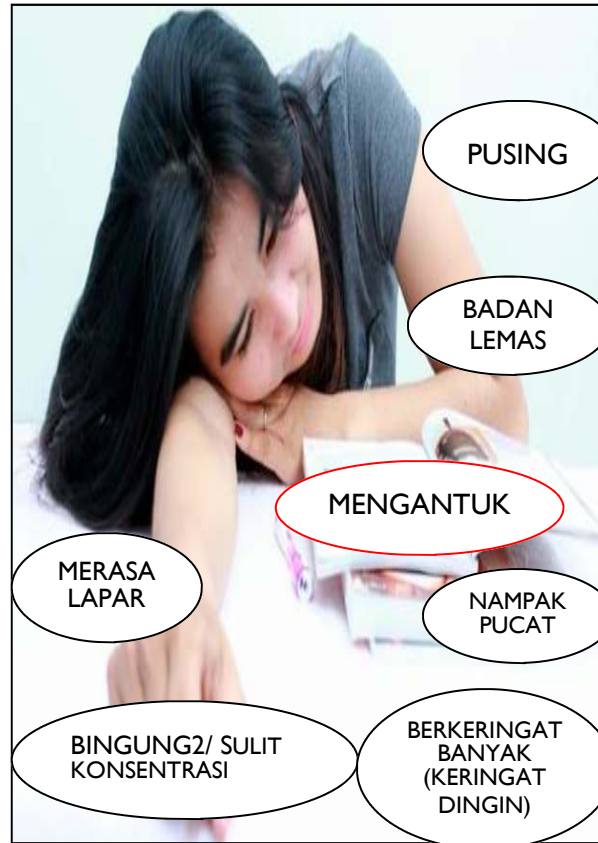 PUSING
BADAN
LEMAS
MENGANTUK
MERASA
LAPAR
NAMPAK
PUCAT
BINGUNG2/ SULIT
KONSENTRASI
BERKERINGAT
BANYAK
(KERINGAT
DINGIN)